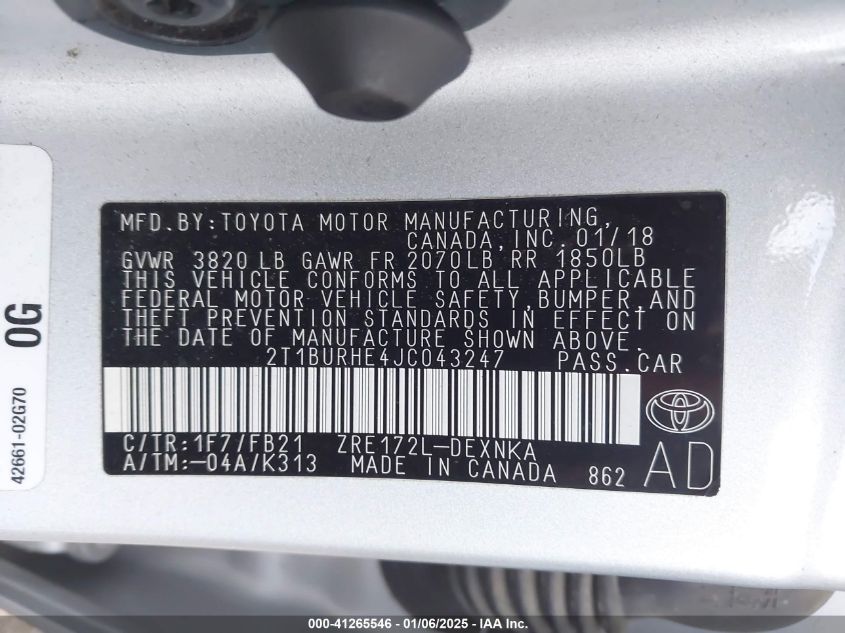 MFD.BY:TOYOTA MOTOR MANUFACTURING,
CANADA,INC.01/18
GVWR 3820 LB GAWR FR 2070LB RR 1850LB
THIS VEHICLE CONFORMS TO ALL APPLICABLE
FEDERAL MOTOR VEHICLE SAFETY,BUMPER,AND
THEFT PREVENTION STANDARDS IN EFFECT ON
THE DATE OF MANUFACTURE SHOWN ABOVE.
2T1BURHE4JC043247 PASS.CAR
C/TR:1F7/FB21 ZRE172L-DEXNKA
A/TM:-04A/K313 MADE IN CANADA 862 AD
0G
42661-02G70
000-41265546 - 01/06/2025 - IAA Inc.